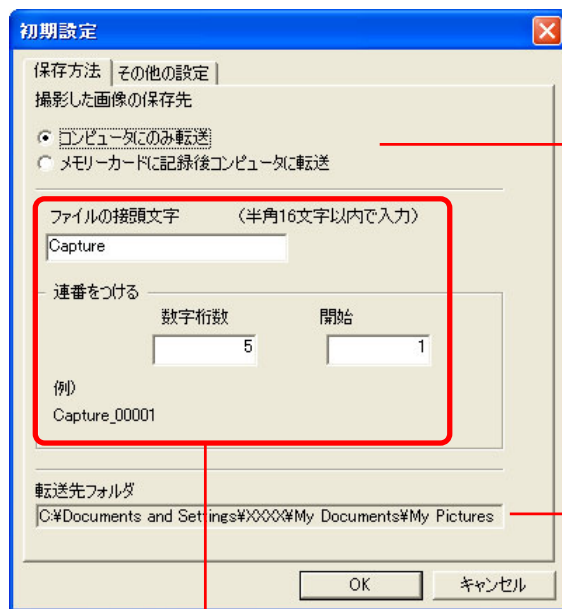 初期設定
保存方法 その他の設定
撮影した画像の保存先
コンピュータにのみ転送
メモリーカードに記録後コンピュータに転送
ファイルの接頭文字 (半角16文字以内で入力)
Capture
連番をつける
数字桁数 開始
5 1
例)
Capture_00001
転送先フォルダ
C:¥Documents and Settings¥XXXX¥My Documents¥My Pictures
OK キャンセル